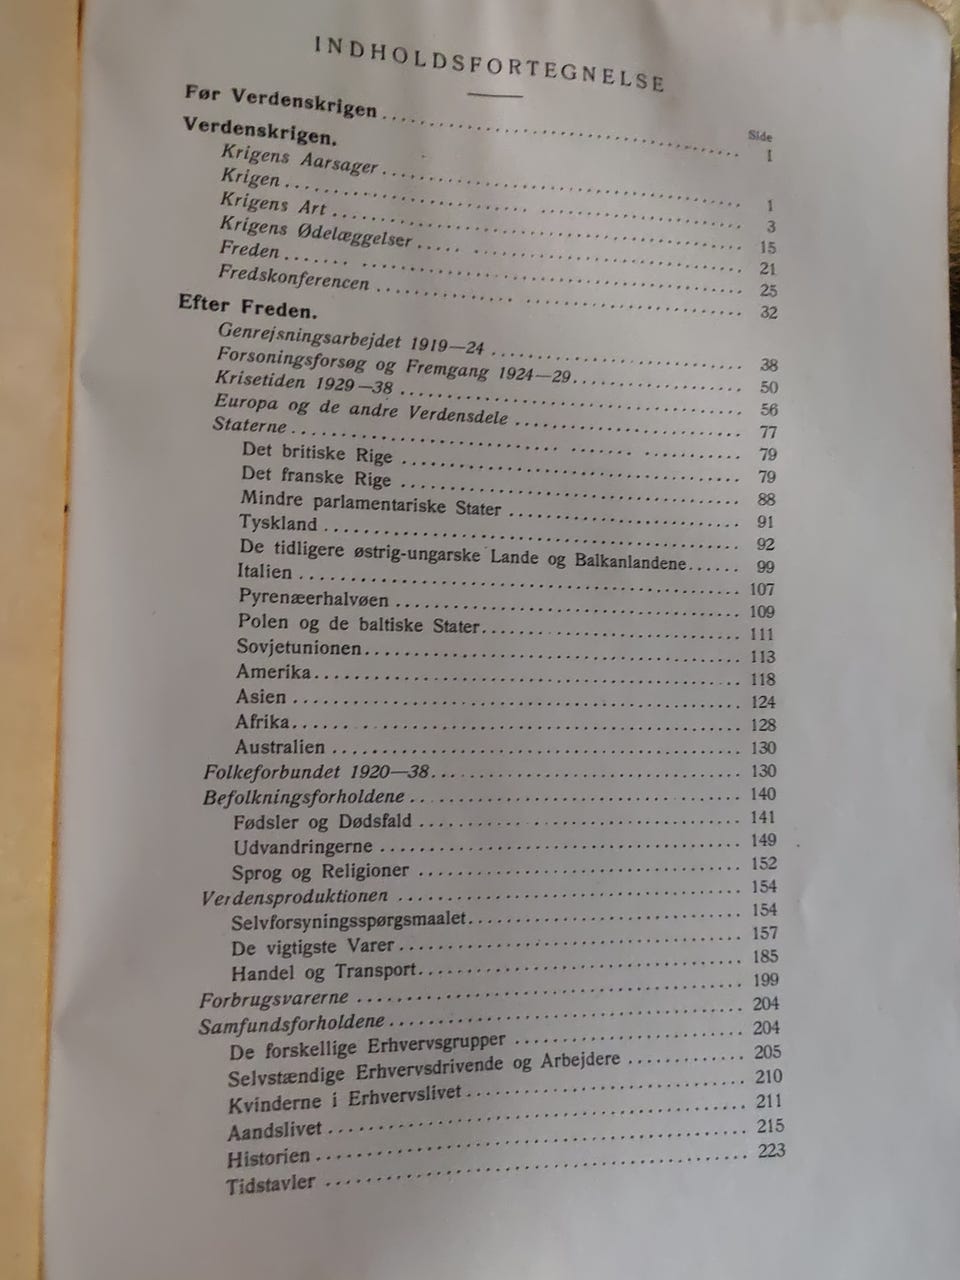 INDHOLDSFORTEGNELSE
Side
Før Verdenskrigen 1
Verdenskrigen.
Krigens Aarsager 1
Krigen 3
Krigens Art 15
Krigens Ødelæggelser 21
Freden 25
Fredskonferencen 32
Efter Freden.
Genrejsningsarbejdet 1919—24 38
Forsoningsforsøg og Fremgang 1924—29 50
Krisetiden 1929—38 56
Europa og de andre Verdensdele 77
Staterne 79
Det britiske Rige 79
Det franske Rige 88
Mindre parlamentariske Stater 91
Tyskland 92
De tidligere østrig-ungarske Lande og Balkanlandene 99
Italien 107
Pyrenæerhalvøen 109
Polen og de baltiske Stater 111
Sovjetunionen 113
Amerika 118
Asien 124
Afrika 128
Australien 130
Folkeforbundet 1920—38 130
Befolkningsforholdene 140
Fødsler og Dødsfald 141
Udvandringerne 149
Sprog og Religioner 152
Verdensproduktionen 154
Selvforsyningsspørgsmaalet 154
De vigtigste Varer 157
Handel og Transport 185
Forbrugsvarerne 199
Samfundsforholdene 204
De forskellige Erhvervsgrupper 204
Selvstændige Erhvervsdrivende og Arbejdere 205
Kvinderne i Erhvervslivet 210
Aandslivet 211
Historien 215
Tidstavler 223